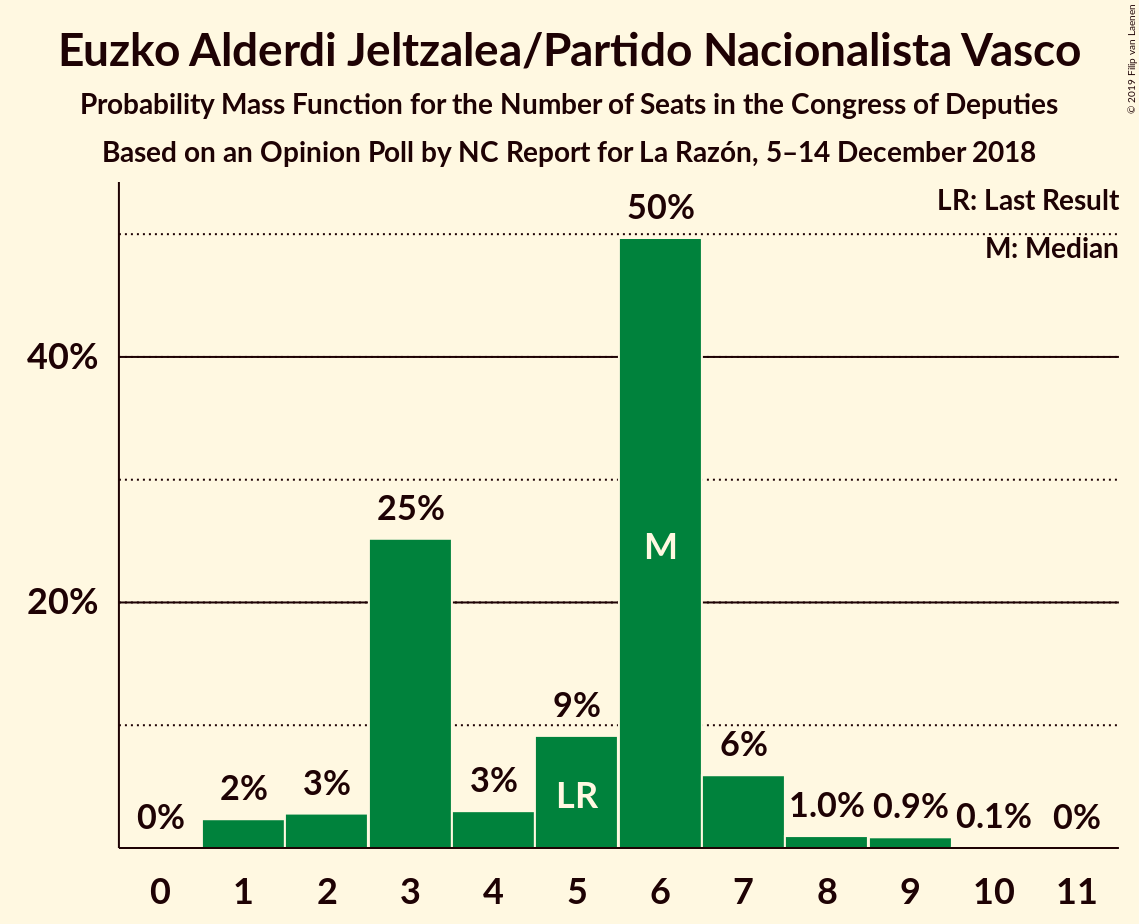 Euzko Alderdi Jeltzalea/Partido Nacionalista Vasco
Probability Mass Function for the Number of Seats in the Congress of Deputies
Based on an Opinion Poll by NC Report for La Razón, 5–14 December 2018
© 2019 Filip van Laenen
LR: Last Result
M: Median
40%
20%
0%
2%
3%
25%
3%
9%
50%
6%
1.0%
0.9%
0.1%
0%
LR
M
0 1 2 3 4 5 6 7 8 9 10 11